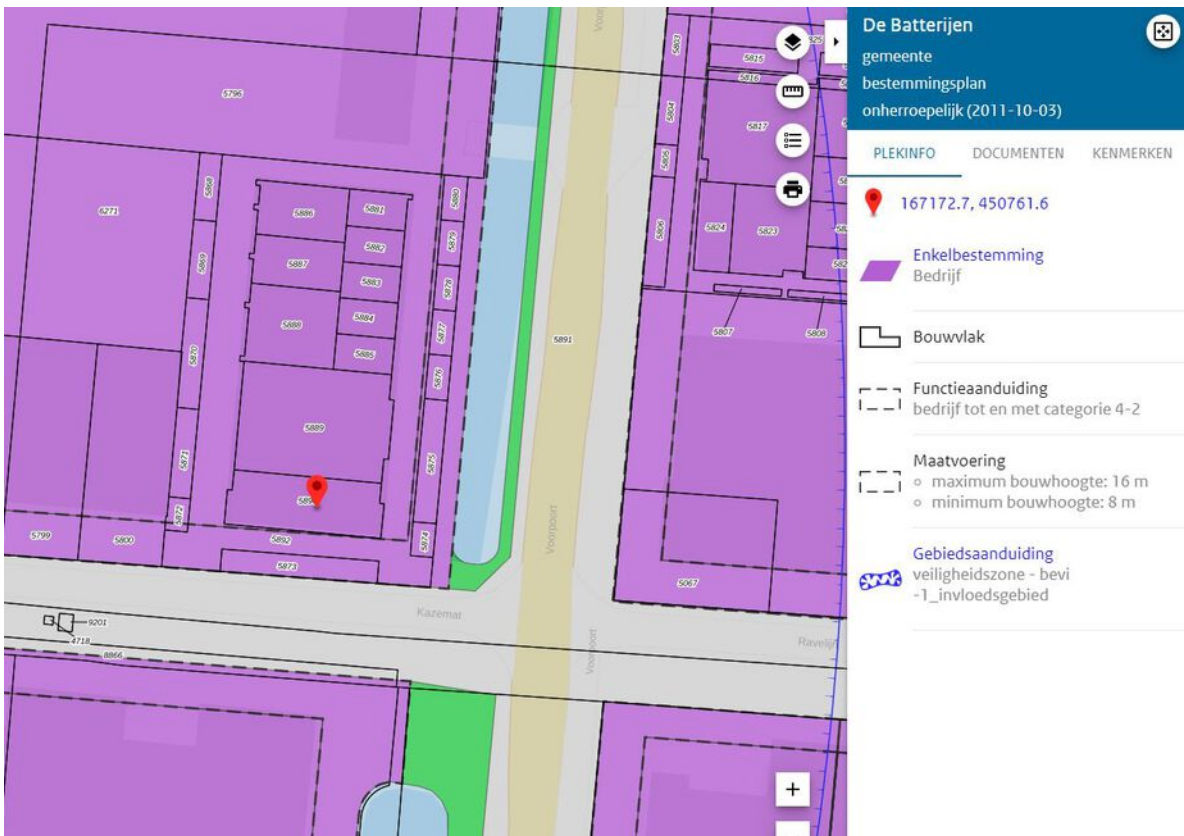 De Batterijen
gemeente
bestemmingsplan
onherroepelijk (2011-10-03)
PLEKINFO DOCUMENTEN KENMERKEN
167172.7, 450761.6
Enkelbestemming
Bedrijf
Bouwvlak
Functieaanduiding
bedrijf tot en met categorie 4-2
Maatvoering
maximum bouwhoogte: 16 m
minimum bouwhoogte: 8 m
Gebiedsaanduiding
veiligheidszone - bevi
-1_invloedsgebied
5796
6271
5868
5869
5870
5871
5872
5799
5800
5886
5881
5882
5887
5883
5888
5884
5885
5889
5892
5873
5880
5879
5878
5877
5876
5875
5874
5891
Voorpoort
Voorpoort
Kazemat
Ravelijn
9201
4718
8866
5803
5804
5805
5806
5815
5816
5817
5824
5823
5807
5808
5067
+